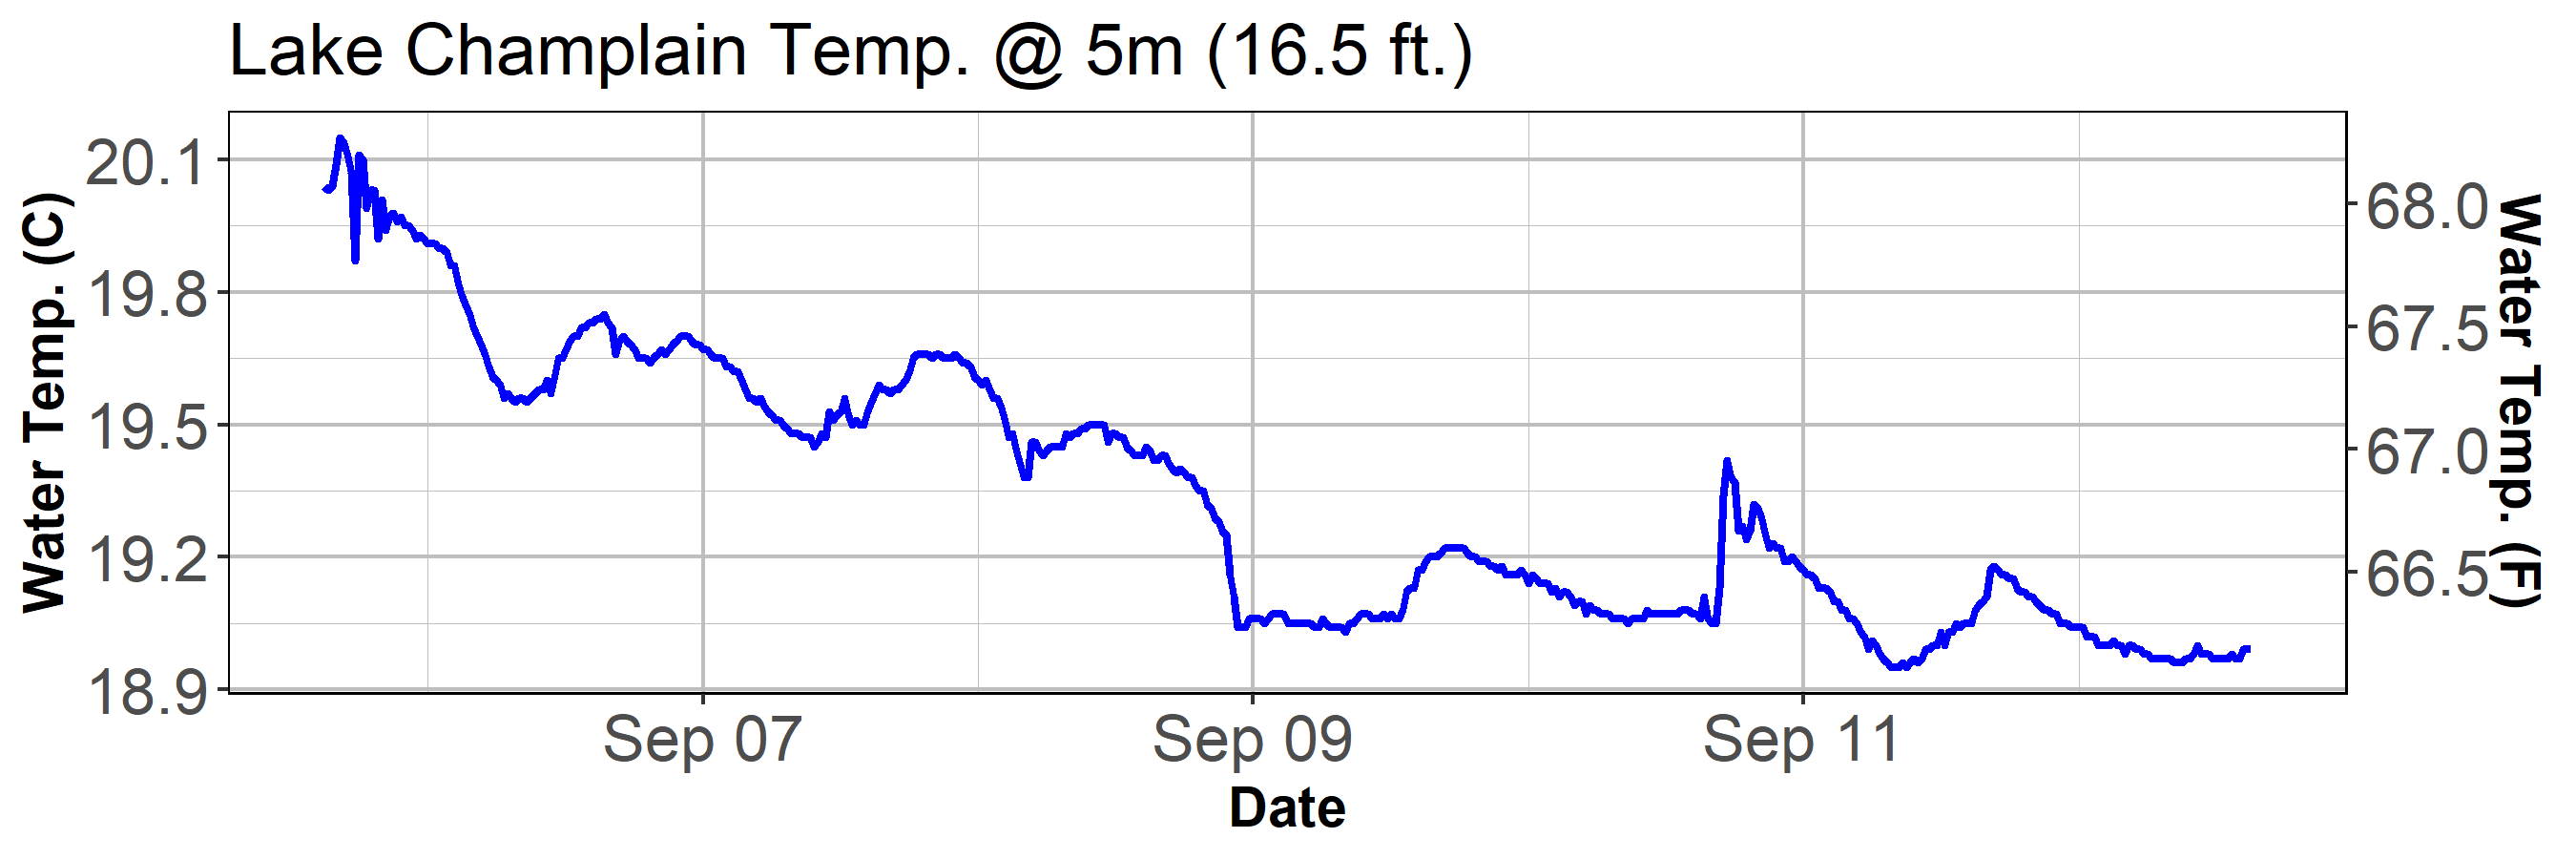 Lake Champlain Temp. @ 5m (16.5 ft.)
Water Temp. (C)
20.1
19.8
19.5
19.2
18.9
68.0
67.5
67.0
66.5
Water Temp. (F)
Sep 07 Sep 09 Sep 11
Date